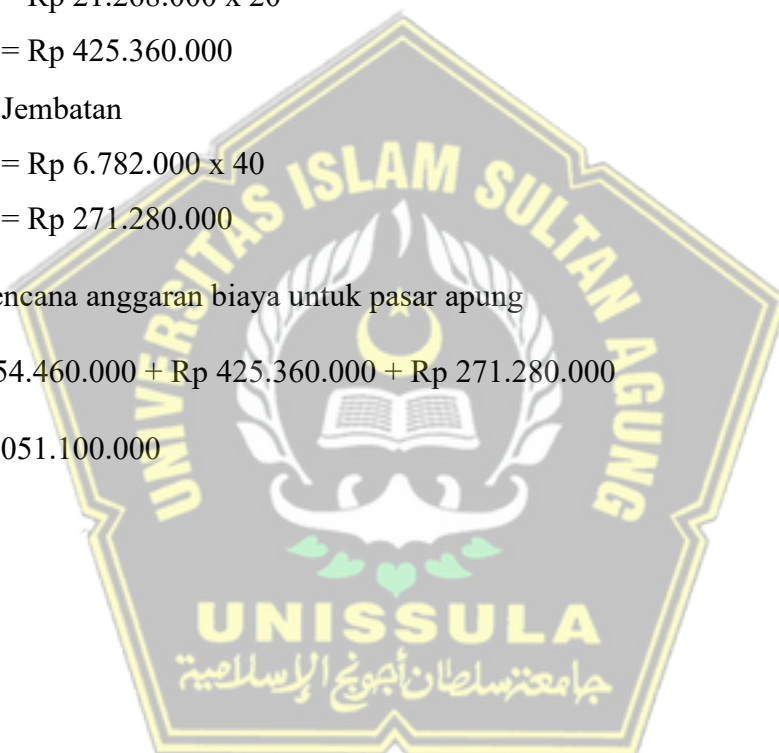 Rp 21.268.000 x 20
= Rp 425.360.000
Jembatan
= Rp 6.782.000 x 40
= Rp 271.280.000
encana anggaran biaya untuk pasar apung
54.460.000 + Rp 425.360.000 + Rp 271.280.000
051.100.000
UNIVERSITAS ISLAM SULTAN AGUNG
UNISSULA
جامعة سلطان أجونج الإسلامية